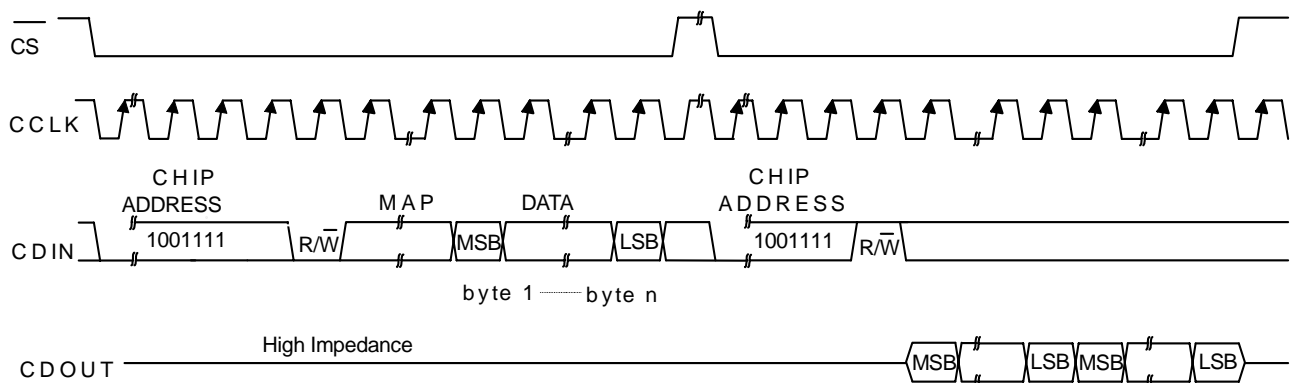 C̅S̅
CCLK
CHIP
ADDRESS
MAP
DATA
CHIP
ADDRESS
CDIN
1001111
R/W̅
MSB
LSB
1001111
R/W̅
byte 1
byte n
CDOUT
High Impedance
MSB
LSB
MSB
LSB